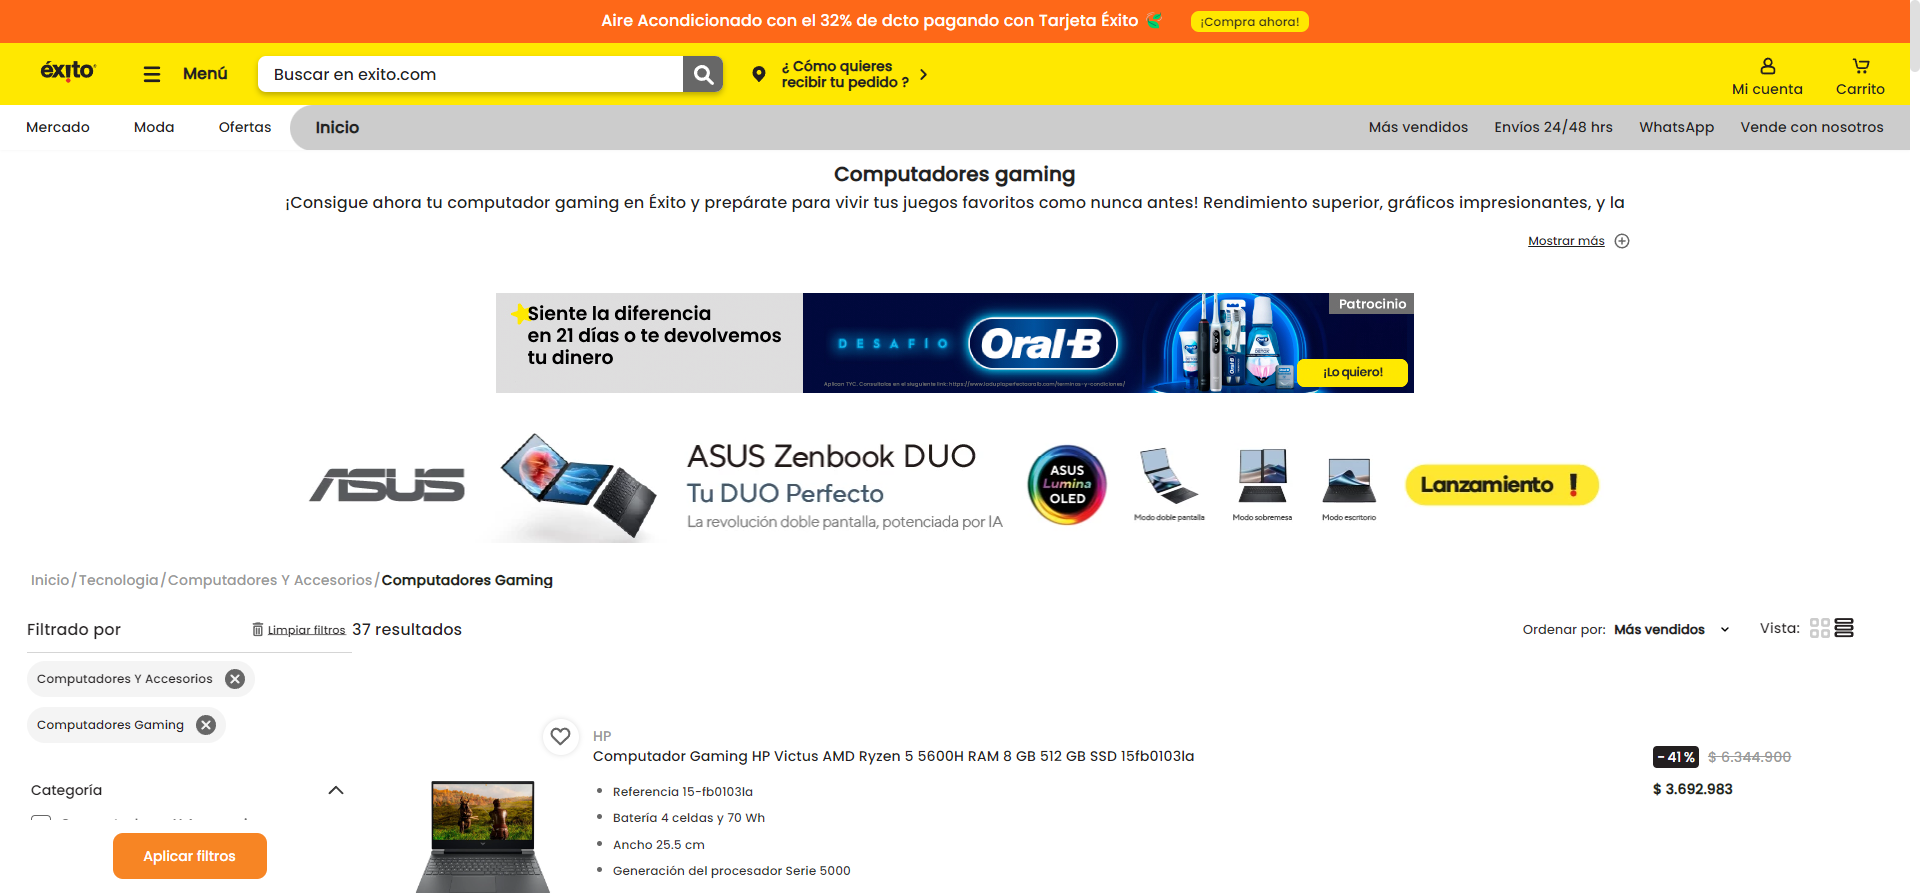 Aire Acondicionado con el 32% de dcto pagando con Tarjeta Éxito
¡Compra ahora!
éxito
Menú
Buscar en exito.com
¿ Cómo quieres
recibir tu pedido ?
Mi cuenta
Carrito
Mercado
Moda
Ofertas
Inicio
Más vendidos
Envíos 24/48 hrs
WhatsApp
Vende con nosotros
Computadores gaming
¡Consigue ahora tu computador gaming en Éxito y prepárate para vivir tus juegos favoritos como nunca antes! Rendimiento superior, gráficos impresionantes, y la
Mostrar más
Siente la diferencia
en 21 días o te devolvemos
tu dinero
DESAFIO
Oral-B
Patrocinio
¡Lo quiero!
Aplican TYC. Consúltalos en el siuguiente link: https://www.laduplaperfectaoralb.com/terminos-y-condiciones/
ASUS
ASUS Zenbook DUO
Tu DUO Perfecto
La revolución doble pantalla, potenciada por IA
ASUS
Lumina
OLED
Modo doble pantalla
Modo sobremesa
Modo escritorio
Lanzamiento !
Inicio/Tecnologia/Computadores Y Accesorios/Computadores Gaming
Filtrado por
Limpiar filtros
37 resultados
Ordenar por: Más vendidos
Vista:
Computadores Y Accesorios
Computadores Gaming
Categoría
Aplicar filtros
HP
Computador Gaming HP Victus AMD Ryzen 5 5600H RAM 8 GB 512 GB SSD 15fb0103la
Referencia 15-fb0103la
Batería 4 celdas y 70 Wh
Ancho 25.5 cm
Generación del procesador Serie 5000
- 41 %
$ 6.344.900
$ 3.692.983